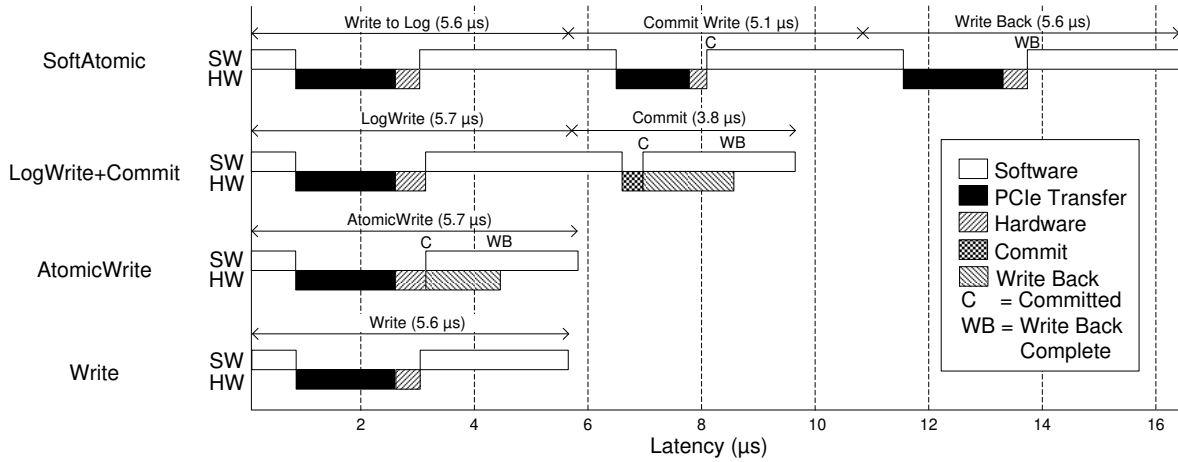 Write to Log (5.6 µs)
Commit Write (5.1 µs)
Write Back (5.6 µs)
SoftAtomic
SW
HW
C
WB
LogWrite (5.7 µs)
Commit (3.8 µs)
LogWrite+Commit
SW
HW
C
WB
AtomicWrite (5.7 µs)
AtomicWrite
SW
HW
C
WB
Write (5.6 µs)
Write
SW
HW
Software
PCIe Transfer
Hardware
Commit
Write Back
C = Committed
WB = Write Back
Complete
2 4 6 8 10 12 14 16
Latency (µs)